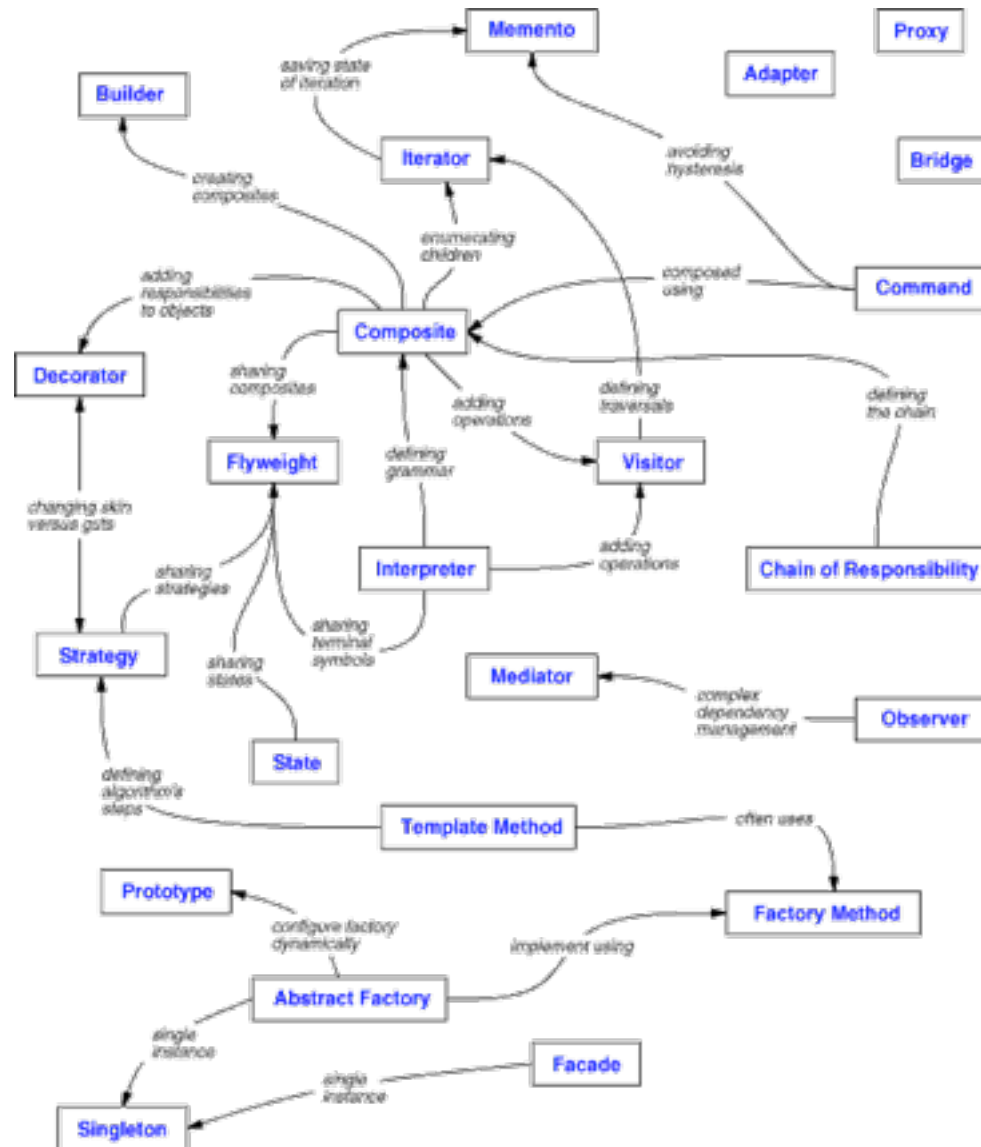 Memento
Proxy
Adapter
saving state
of iteration
Builder
avoiding
hysteresis
Iterator
Bridge
creating
composites
enumerating
children
adding
responsibilities
to objects
composed
using
Command
Composite
Decorator
sharing
composites
adding
operations
defining
traversals
defining
the chain
defining
grammar
Flyweight
Visitor
changing skin
versus guts
sharing
strategies
Interpreter
adding
operations
Chain of Responsibility
sharing
terminal
symbols
Strategy
sharing
states
Mediator
complex
dependency
management
Observer
State
defining
algorithm's
steps
Template Method
often uses
Prototype
Factory Method
configure factory
dynamically
implement using
Abstract Factory
single
instance
Facade
single
instance
Singleton